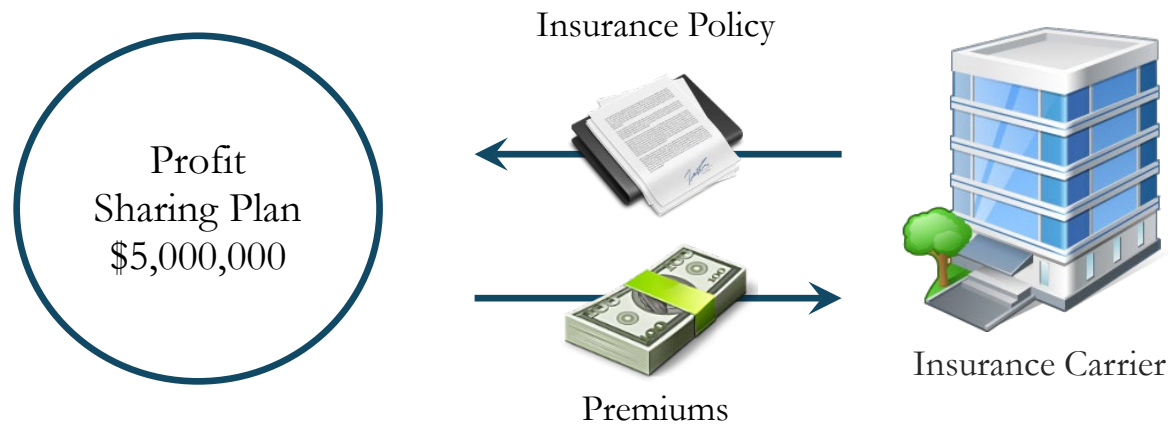 Insurance Policy
Profit
Sharing Plan
$5,000,000
Premiums
Insurance Carrier